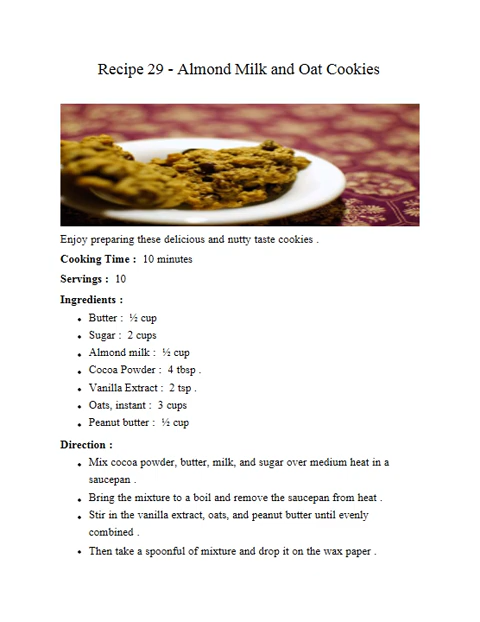 Recipe 29 - Almond Milk and Oat Cookies
Enjoy preparing these delicious and nutty taste cookies .
Cooking Time : 10 minutes
Servings : 10
Ingredients :
• Butter : ½ cup
• Sugar : 2 cups
• Almond milk : ½ cup
• Cocoa Powder : 4 tbsp .
• Vanilla Extract : 2 tsp .
• Oats, instant : 3 cups
• Peanut butter : ½ cup
Direction :
• Mix cocoa powder, butter, milk, and sugar over medium heat in a
saucepan .
• Bring the mixture to a boil and remove the saucepan from heat .
• Stir in the vanilla extract, oats, and peanut butter until evenly
combined .
• Then take a spoonful of mixture and drop it on the wax paper .